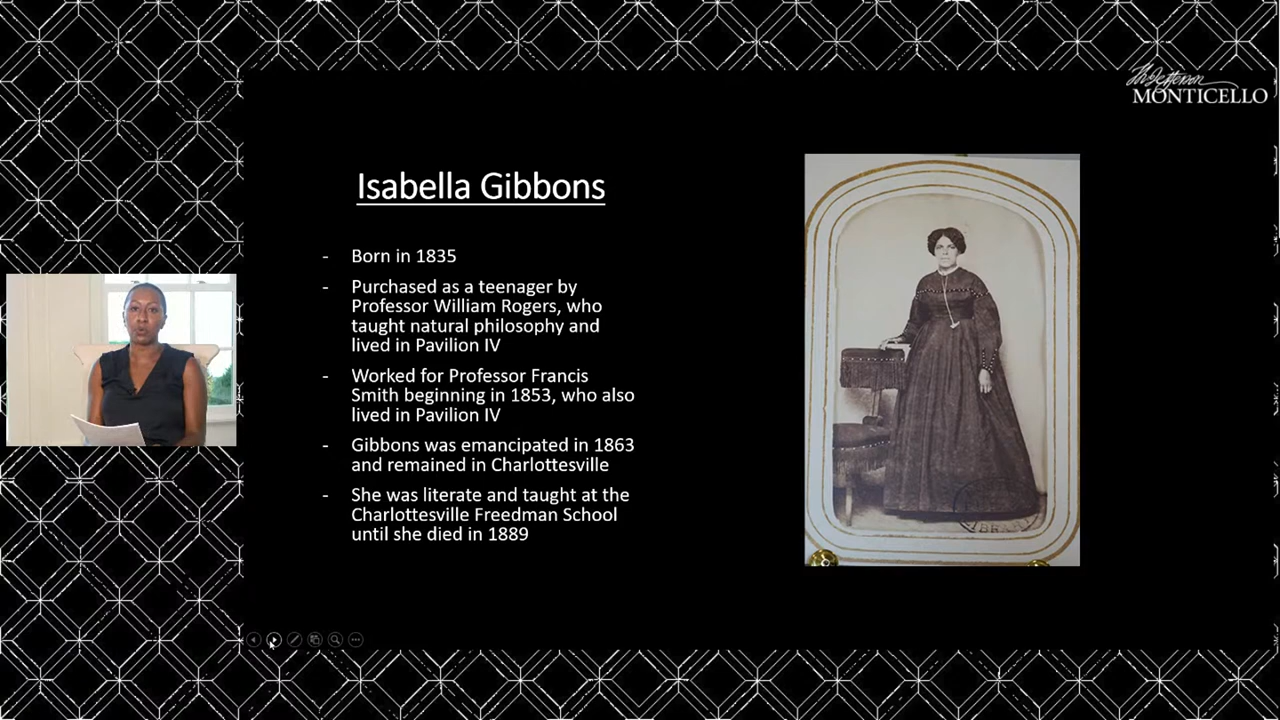 Th Jefferson
MONTICELLO
Isabella Gibbons
- Born in 1835
- Purchased as a teenager by
Professor William Rogers, who
taught natural philosophy and
lived in Pavilion IV
- Worked for Professor Francis
Smith beginning in 1853, who also
lived in Pavilion IV
- Gibbons was emancipated in 1863
and remained in Charlottesville
- She was literate and taught at the
Charlottesville Freedman School
until she died in 1889
LIBRARY